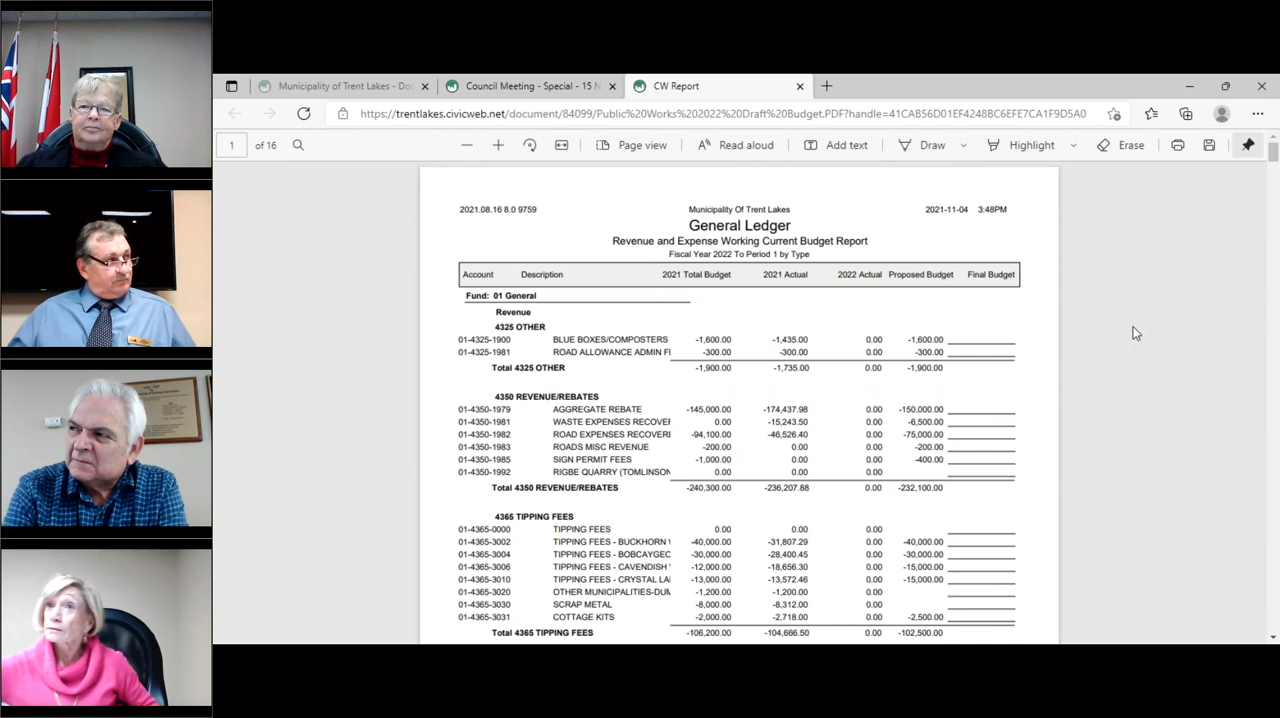 Municipality of Trent Lakes - Doc
Council Meeting - Special - 15 N
CW Report
https://trentlakes.civicweb.net/document/84099/Public%20Works%202022%20Draft%20Budget.PDF?handle=41CAB56D01EF4248BC6EFE7CA1F9D5A0
1 of 16 Page view Read aloud Add text Draw Highlight Erase
2021.08.16 8.0 9759 Municipality Of Trent Lakes 2021-11-04 3:48PM
General Ledger
Revenue and Expense Working Current Budget Report
Fiscal Year 2022 To Period 1 by Type
Account Description 2021 Total Budget 2021 Actual 2022 Actual Proposed Budget Final Budget
Fund: 01 General
Revenue
4325 OTHER
01-4325-1900 BLUE BOXES/COMPOSTERS -1,600.00 -1,435.00 0.00 -1,600.00
01-4325-1981 ROAD ALLOWANCE ADMIN FI -300.00 -300.00 0.00 -300.00
Total 4325 OTHER -1,900.00 -1,735.00 0.00 -1,900.00
4350 REVENUE/REBATES
01-4350-1979 AGGREGATE REBATE -145,000.00 -174,437.98 0.00 -150,000.00
01-4350-1981 WASTE EXPENSES RECOVEI 0.00 -15,243.50 0.00 -6,500.00
01-4350-1982 ROAD EXPENSES RECOVERI -94,100.00 -46,526.40 0.00 -75,000.00
01-4350-1983 ROADS MISC REVENUE -200.00 0.00 0.00 -200.00
01-4350-1985 SIGN PERMIT FEES -1,000.00 0.00 0.00 -400.00
01-4350-1992 RIGBE QUARRY (TOMLINSON 0.00 0.00 0.00
Total 4350 REVENUE/REBATES -240,300.00 -236,207.88 0.00 -232,100.00
4365 TIPPING FEES
01-4365-0000 TIPPING FEES 0.00 0.00 0.00
01-4365-3002 TIPPING FEES - BUCKHORN -40,000.00 -31,807.29 0.00 -40,000.00
01-4365-3004 TIPPING FEES - BOBCAYGEC -30,000.00 -28,400.45 0.00 -30,000.00
01-4365-3006 TIPPING FEES - CAVENDISH -12,000.00 -18,656.30 0.00 -15,000.00
01-4365-3010 TIPPING FEES - CRYSTAL LA -13,000.00 -13,572.46 0.00 -15,000.00
01-4365-3020 OTHER MUNICIPALITIES-DUM -1,200.00 -1,200.00 0.00
01-4365-3030 SCRAP METAL -8,000.00 -8,312.00 0.00
01-4365-3031 COTTAGE KITS -2,000.00 -2,718.00 0.00 -2,500.00
Total 4365 TIPPING FEES -106,200.00 -104,666.50 0.00 -102,500.00